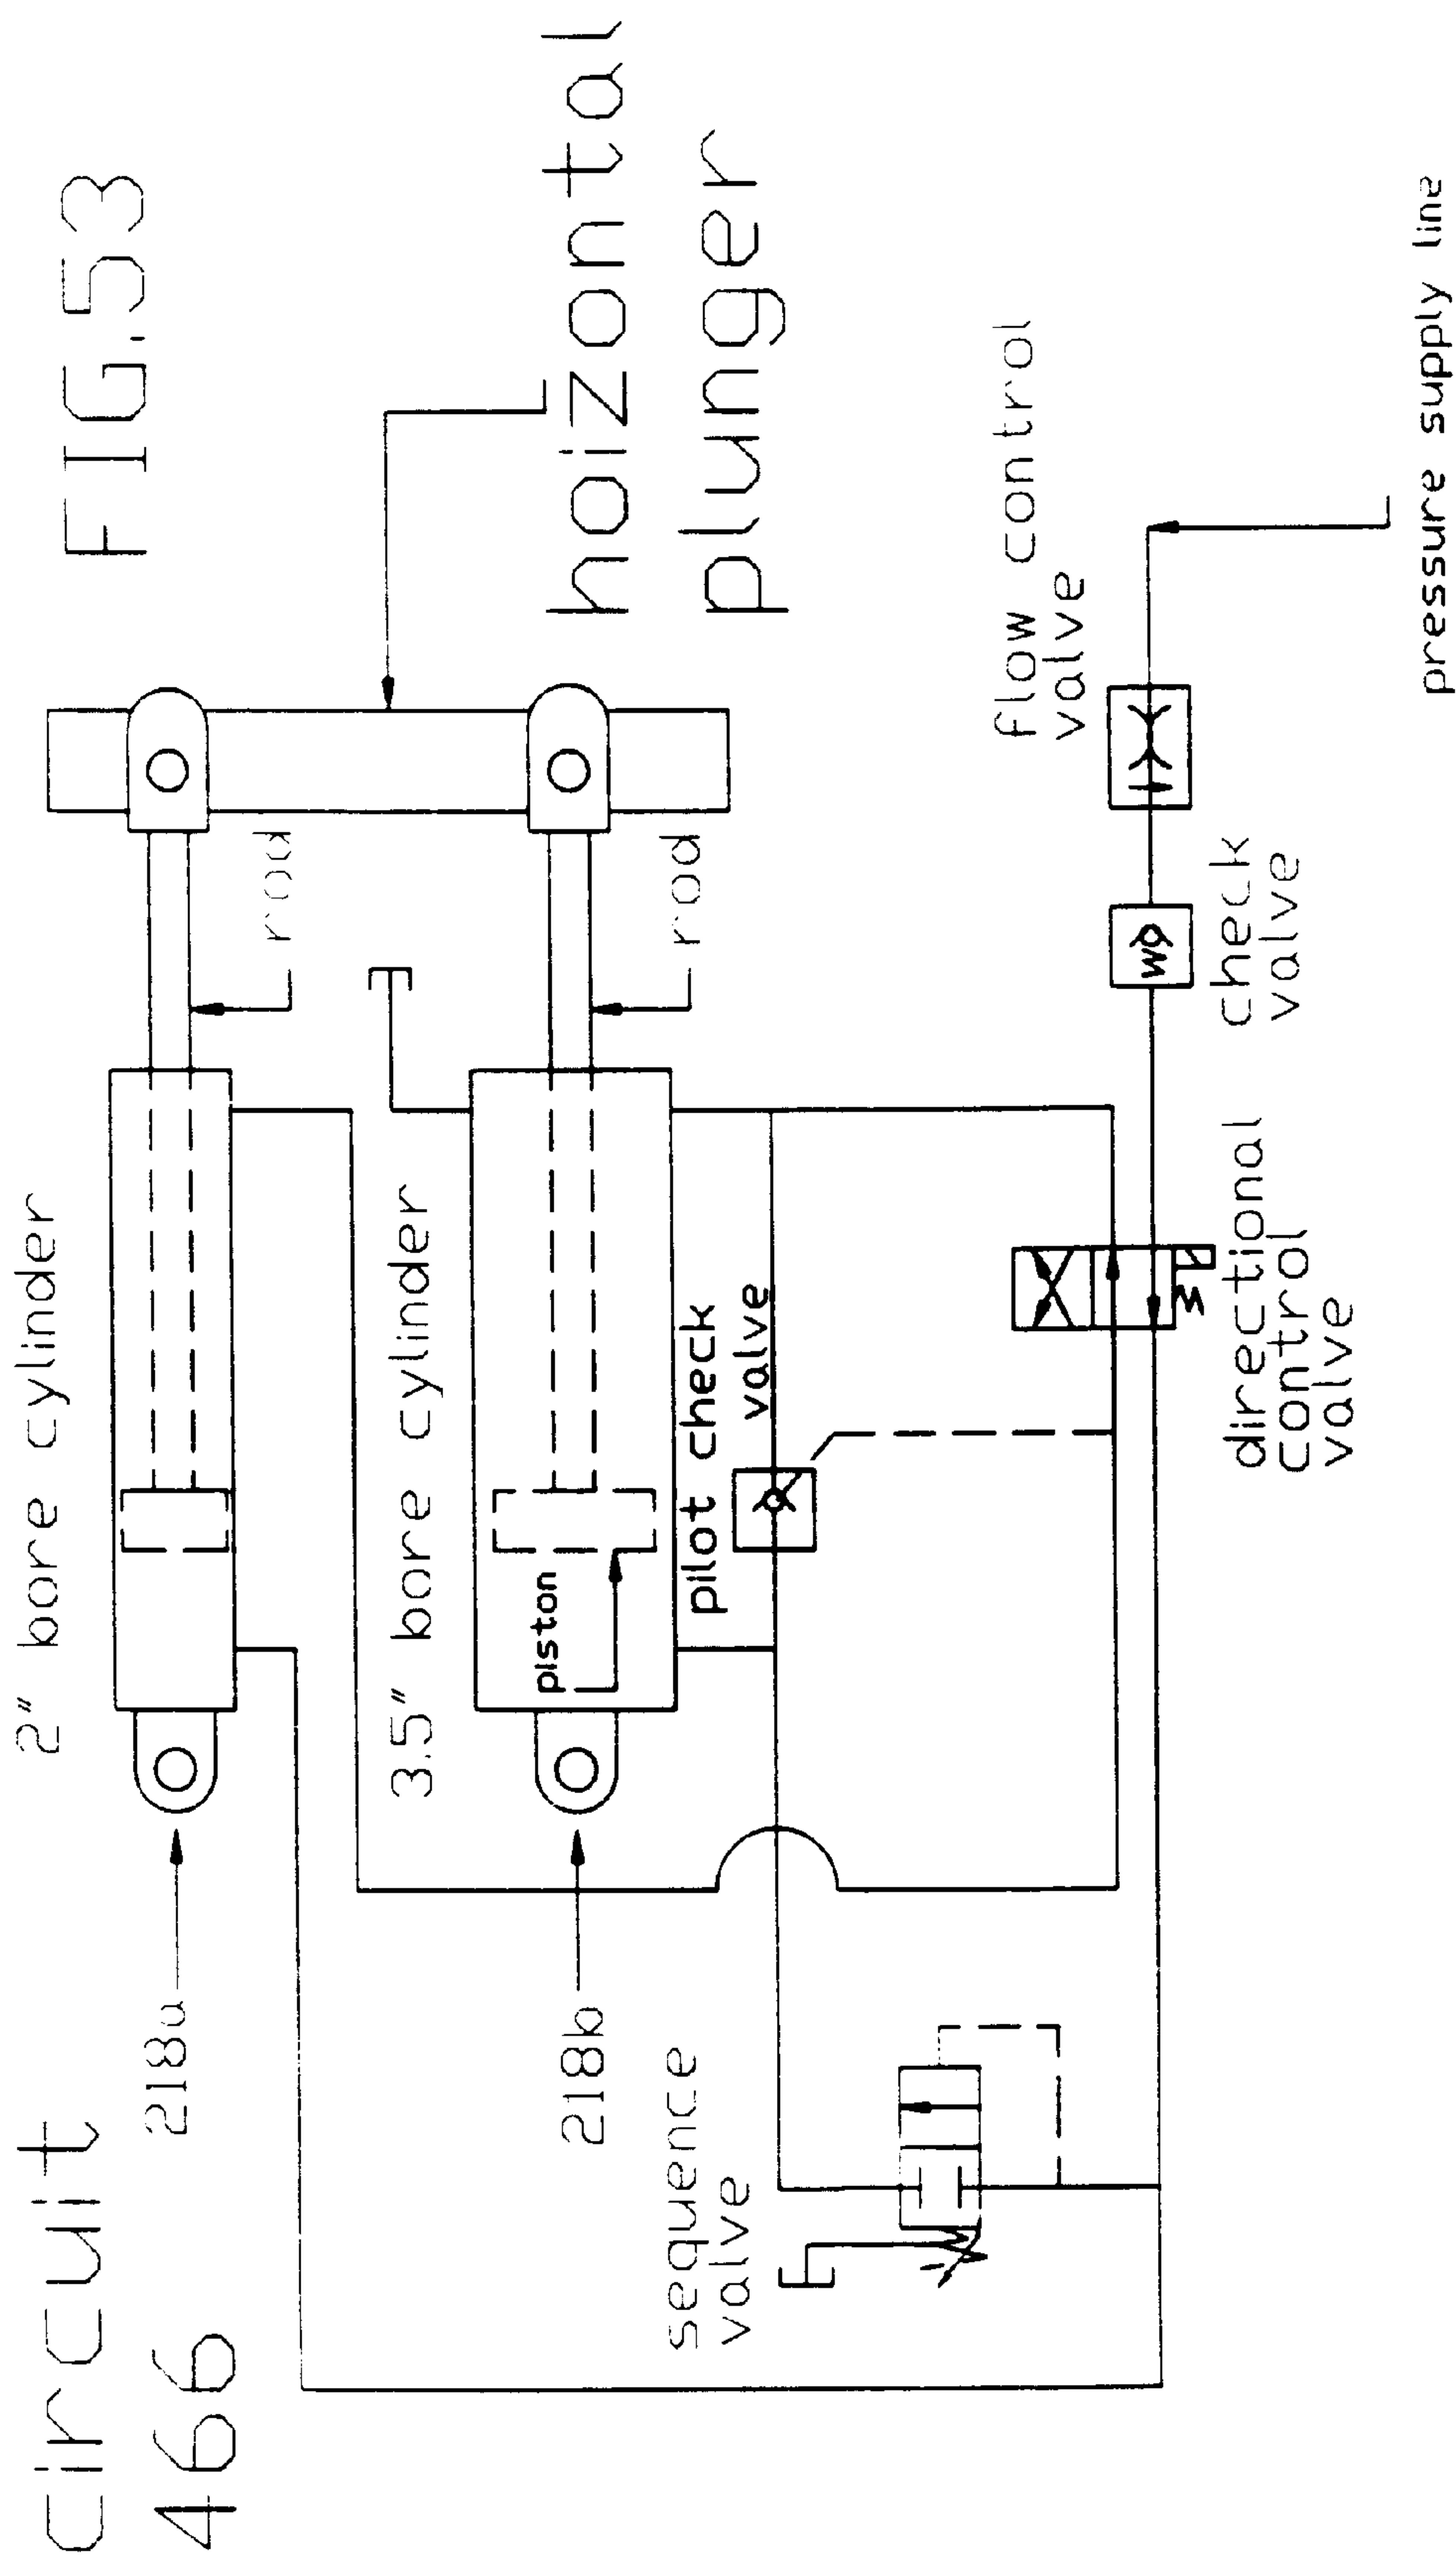 circuit
466
FIG.53
2" bore cylinder
218a
rod
hoizontal
plunger
3.5" bore cylinder
218b
piston
rod
pilot check
valve
sequence
valve
flow control
valve
check
valve
directional
control
valve
pressure supply line